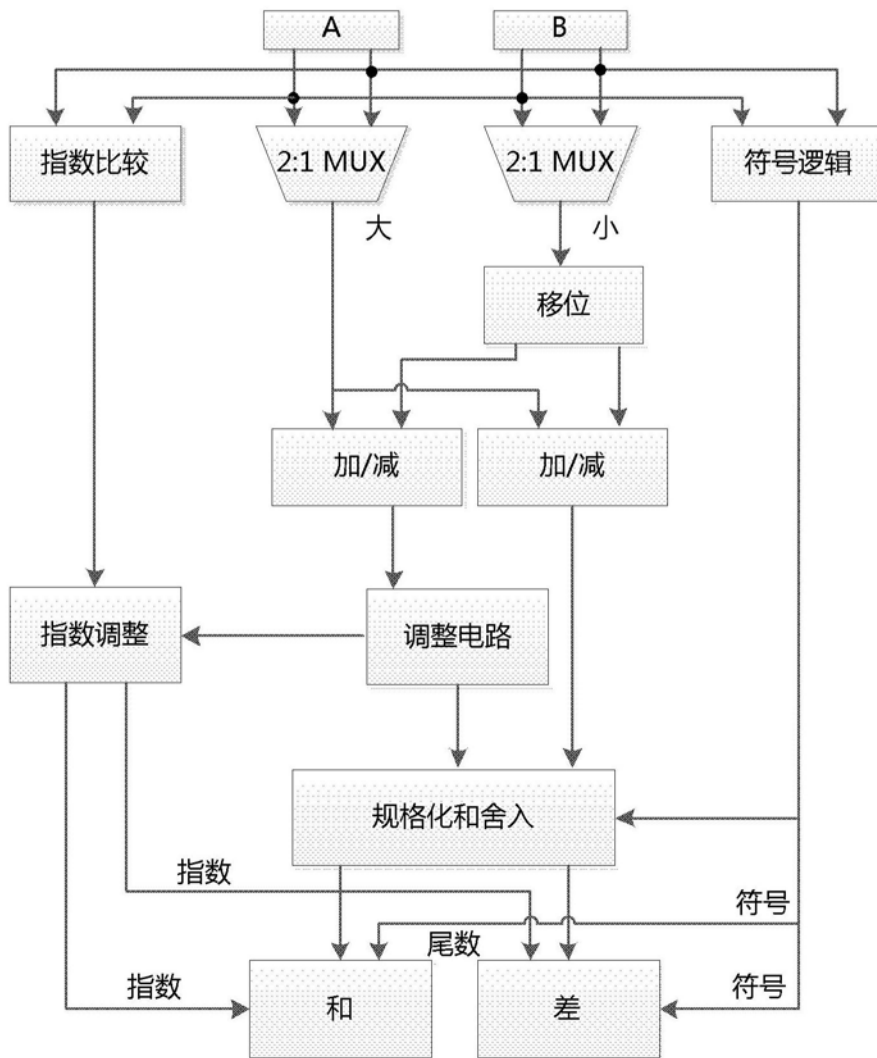 A
B
指数比较
2:1 MUX
2:1 MUX
符号逻辑
大
小
移位
加/减
加/减
指数调整
调整电路
规格化和舍入
指数
符号
尾数
指数
和
差
符号